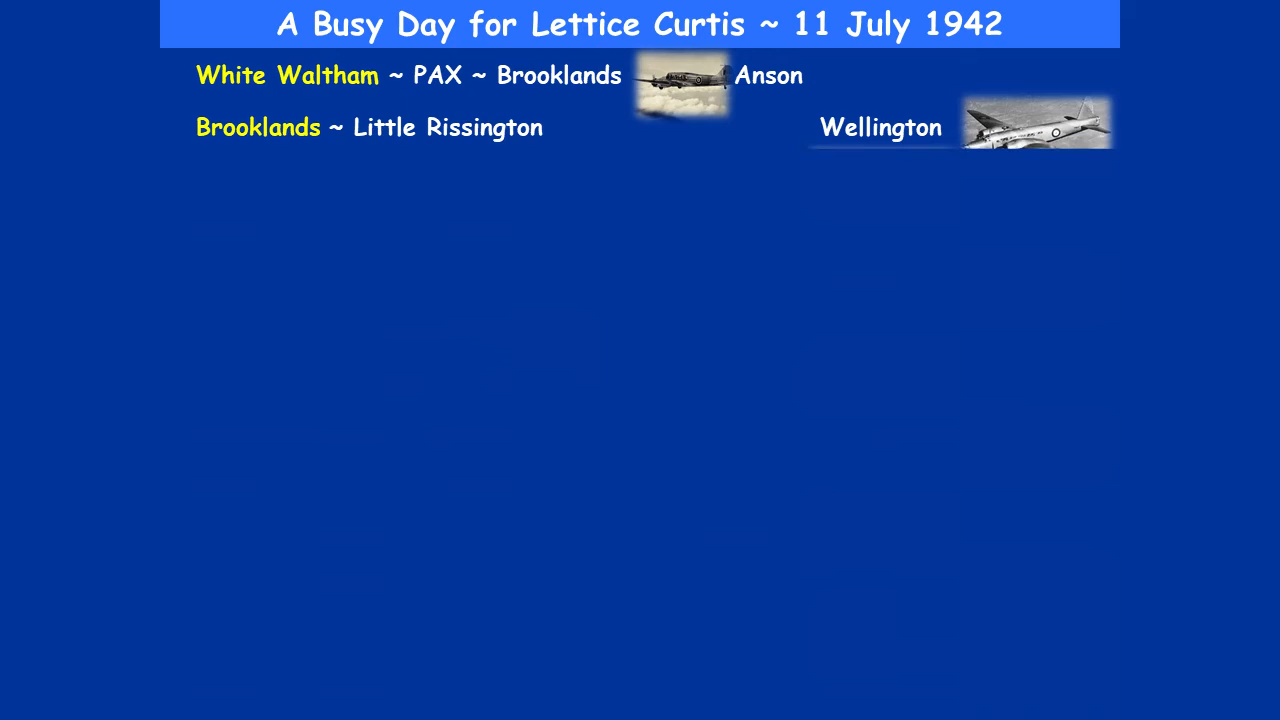 A Busy Day for Lettice Curtis ~ 11 July 1942
White Waltham ~ PAX ~ Brooklands Anson
Brooklands ~ Little Rissington Wellington